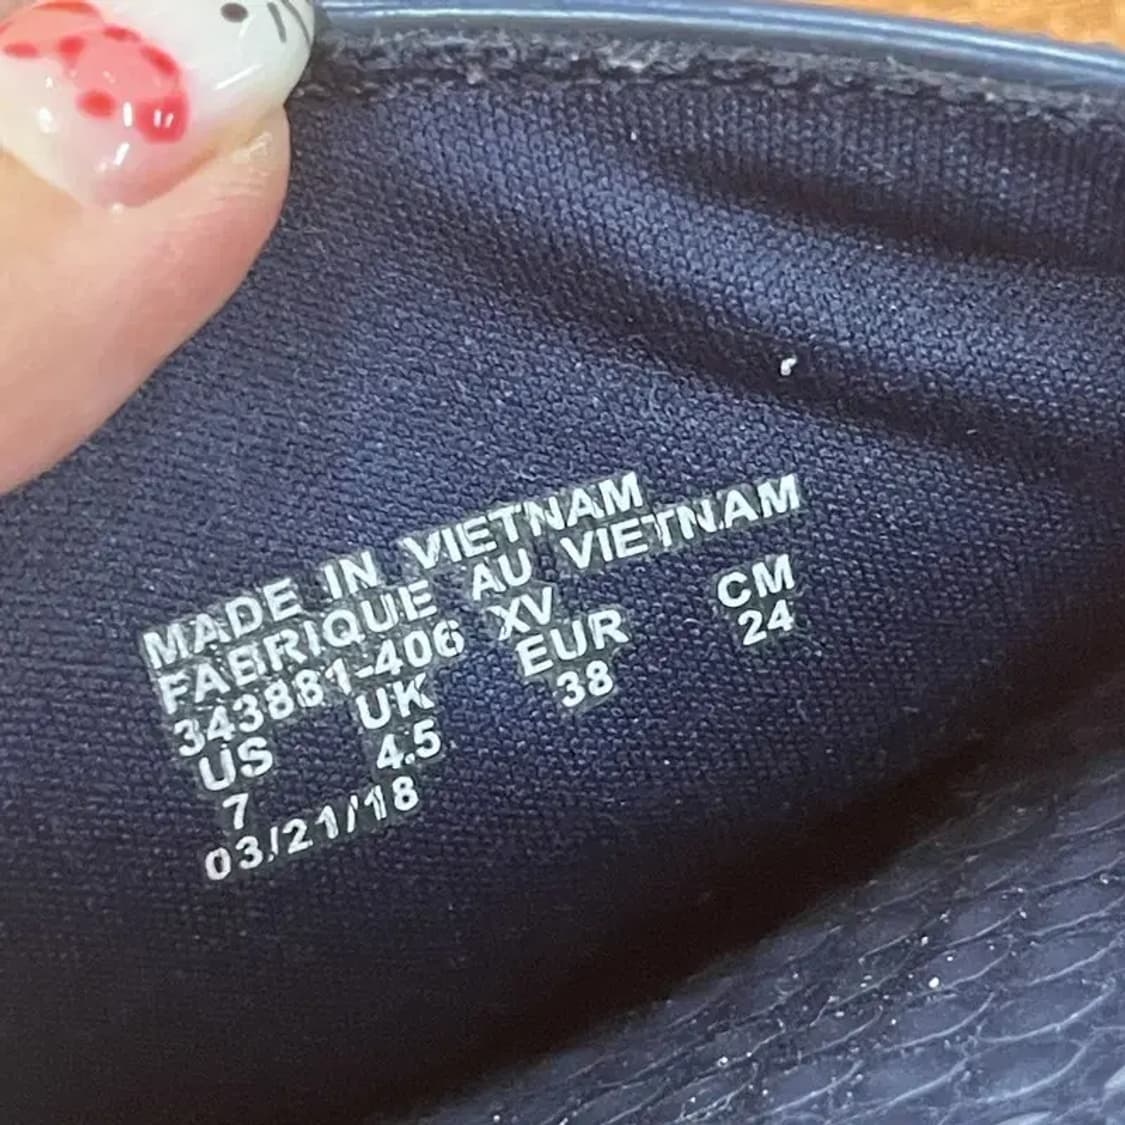 MADE IN VIETNAM
FABRIQUE AU VIETNAM
343881-406 XV
US UK EUR CM
7 4.5 38 24
03/21/18